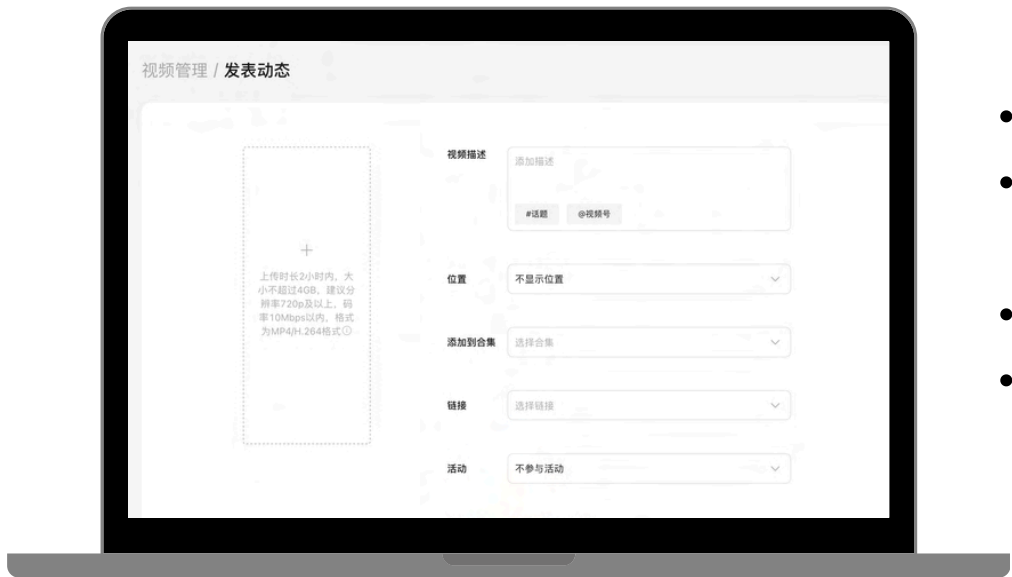 视频管理 / 发表动态
视频描述
添加描述
#话题 @视频号
上传时长2小时内，大
小不超过4GB，建议分
辨率720p及以上，码
率10Mbps以内，格式
为MP4/H.264格式
位置 不显示位置
添加到合集 选择合集
链接 选择链接
活动 不参与活动